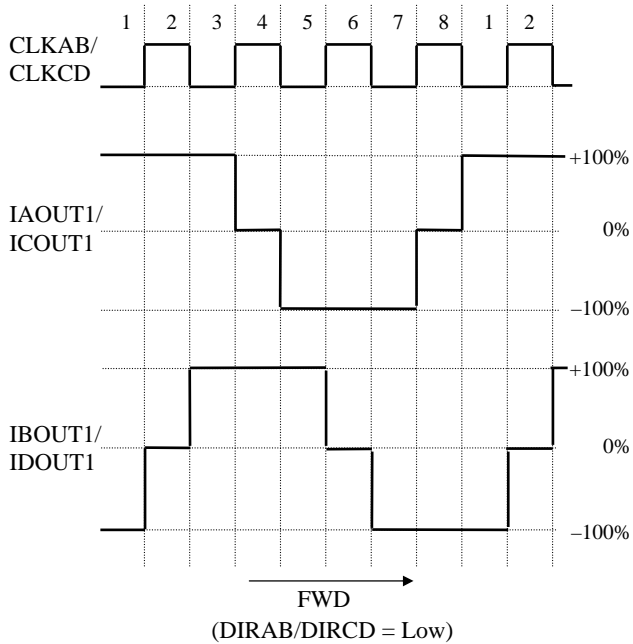 1 2 3 4 5 6 7 8 1 2
CLKAB/
CLKCD
+100%
IAOUT1/
ICOUT1
0%
–100%
+100%
IBOUT1/
IDOUT1
0%
–100%
FWD
(DIRAB/DIRCD = Low)